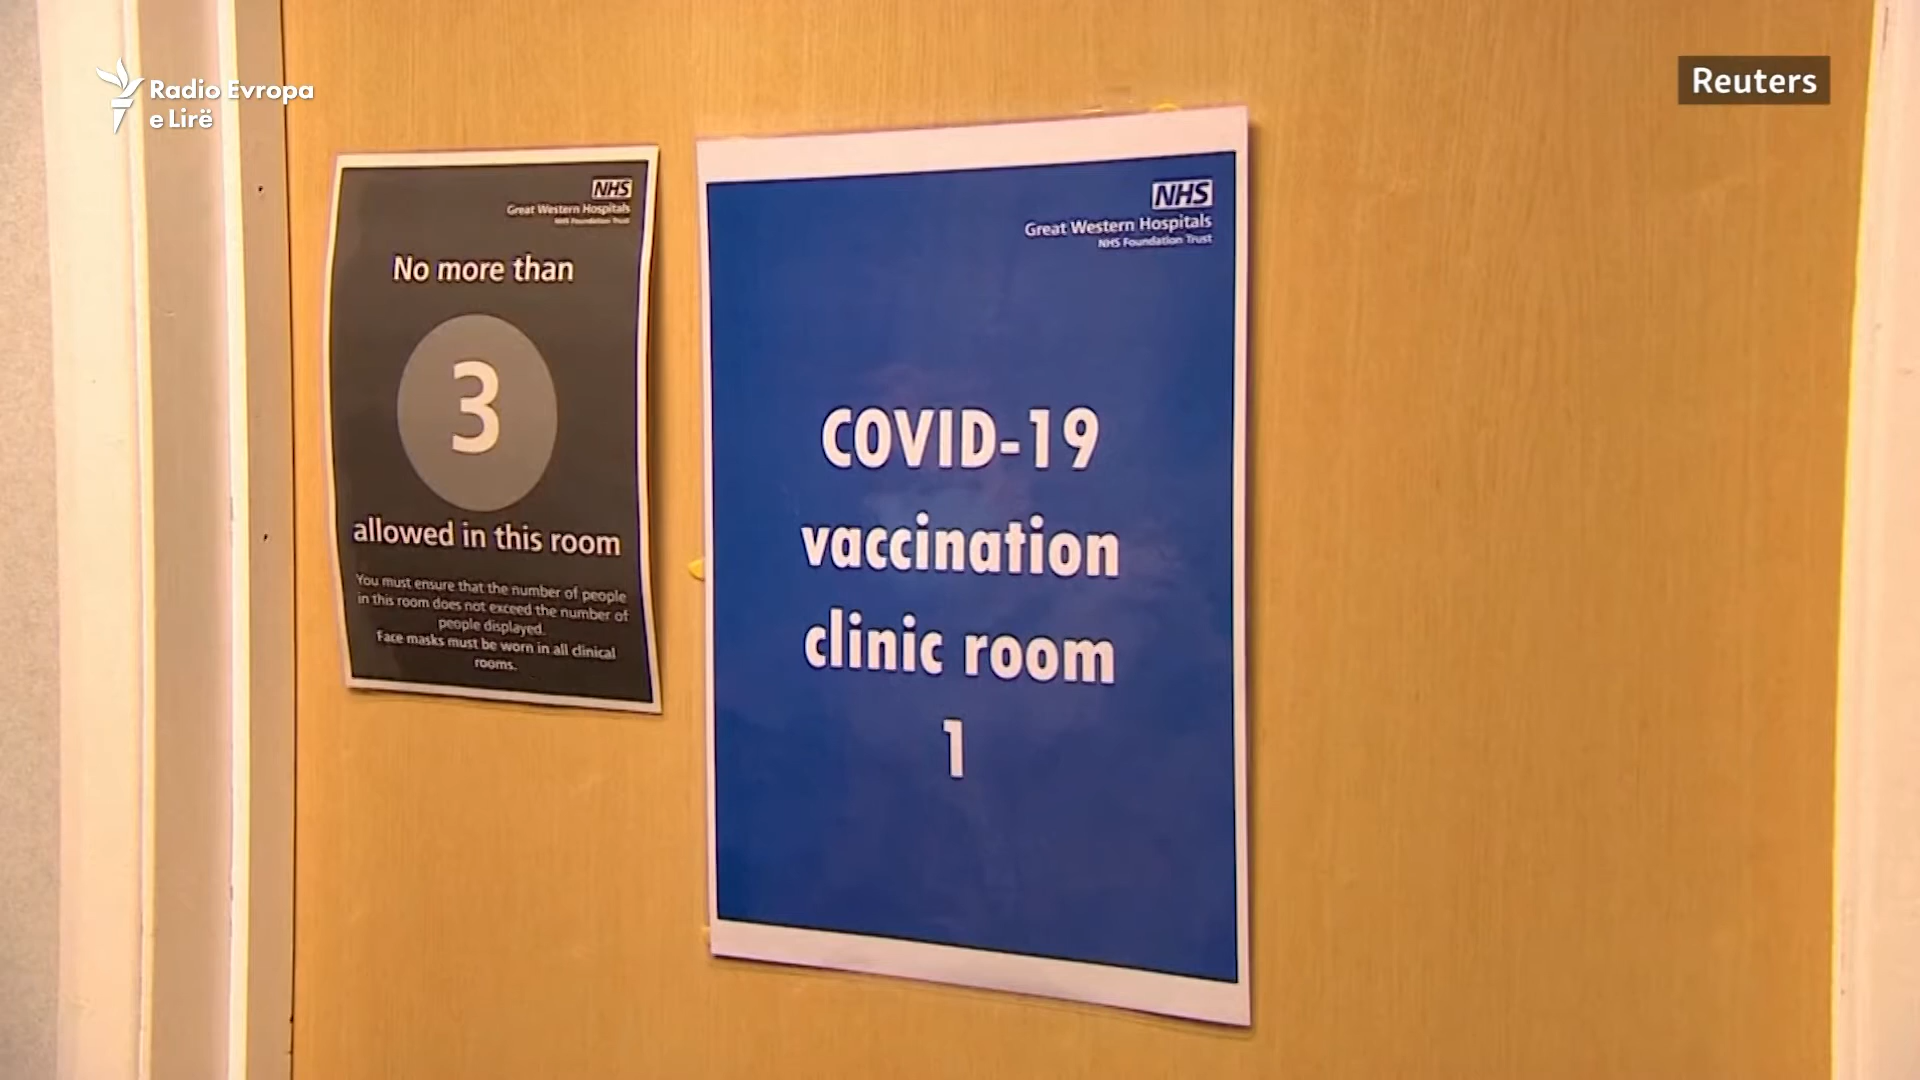 Radio Evropa
e Lirë
Reuters
NHS
Great Western Hospitals
NHS Foundation Trust
No more than
3
allowed in this room
You must ensure that the number of people
in this room does not exceed the number of
people displayed.
Face masks must be worn in all clinical
rooms.
NHS
Great Western Hospitals
NHS Foundation Trust
COVID-19
vaccination
clinic room
1